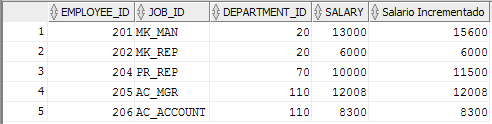 EMPLOYEE_ID JOB_ID DEPARTMENT_ID SALARY Salario Incrementado
1 201 MK_MAN 20 13000 15600
2 202 MK_REP 20 6000 6000
3 204 PR_REP 70 10000 11500
4 205 AC_MGR 110 12008 12008
5 206 AC_ACCOUNT 110 8300 8300